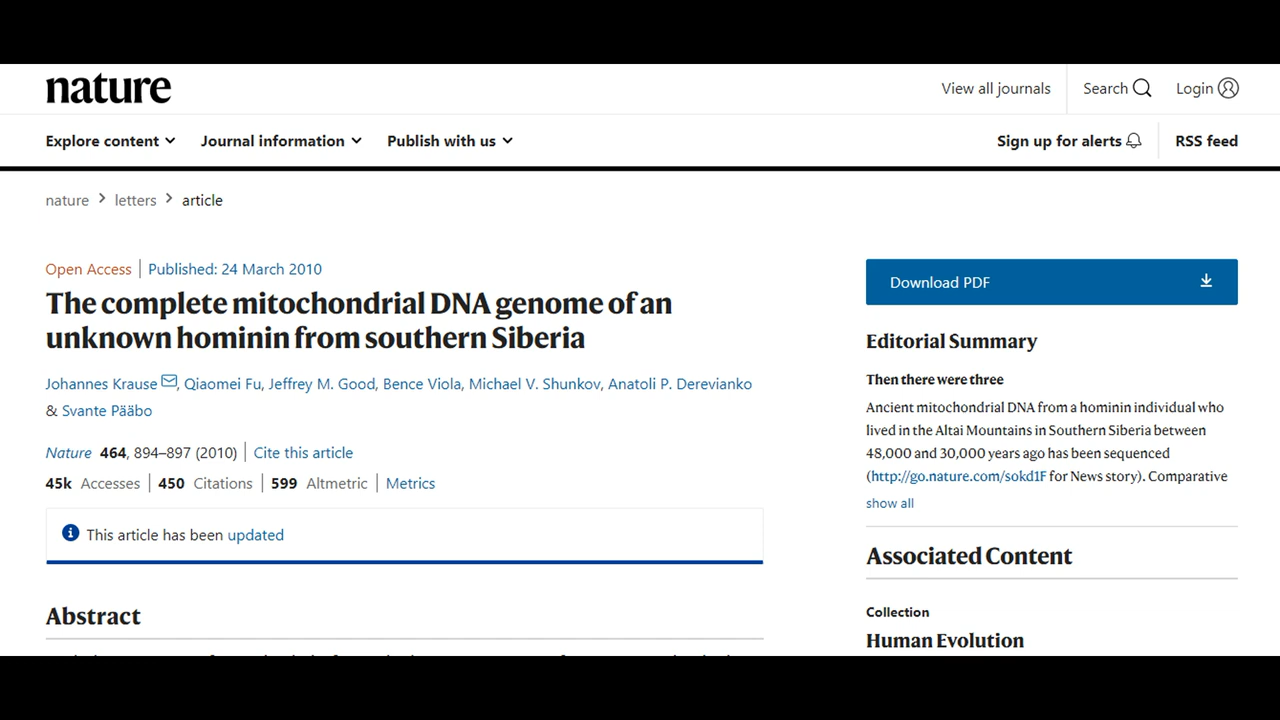 nature
View all journals
Search
Login
Explore content
Journal information
Publish with us
Sign up for alerts
RSS feed
nature > letters > article
Open Access | Published: 24 March 2010
The complete mitochondrial DNA genome of an
unknown hominin from southern Siberia
Johannes Krause, Qiaomei Fu, Jeffrey M. Good, Bence Viola, Michael V. Shunkov, Anatoli P. Derevianko
& Svante Pääbo
Nature 464, 894–897 (2010) | Cite this article
45k Accesses | 450 Citations | 599 Altmetric | Metrics
This article has been updated
Abstract
Download PDF
Editorial Summary
Then there were three
Ancient mitochondrial DNA from a hominin individual who
lived in the Altai Mountains in Southern Siberia between
48,000 and 30,000 years ago has been sequenced
(http://go.nature.com/sokd1F for News story). Comparative
show all
Associated Content
Collection
Human Evolution